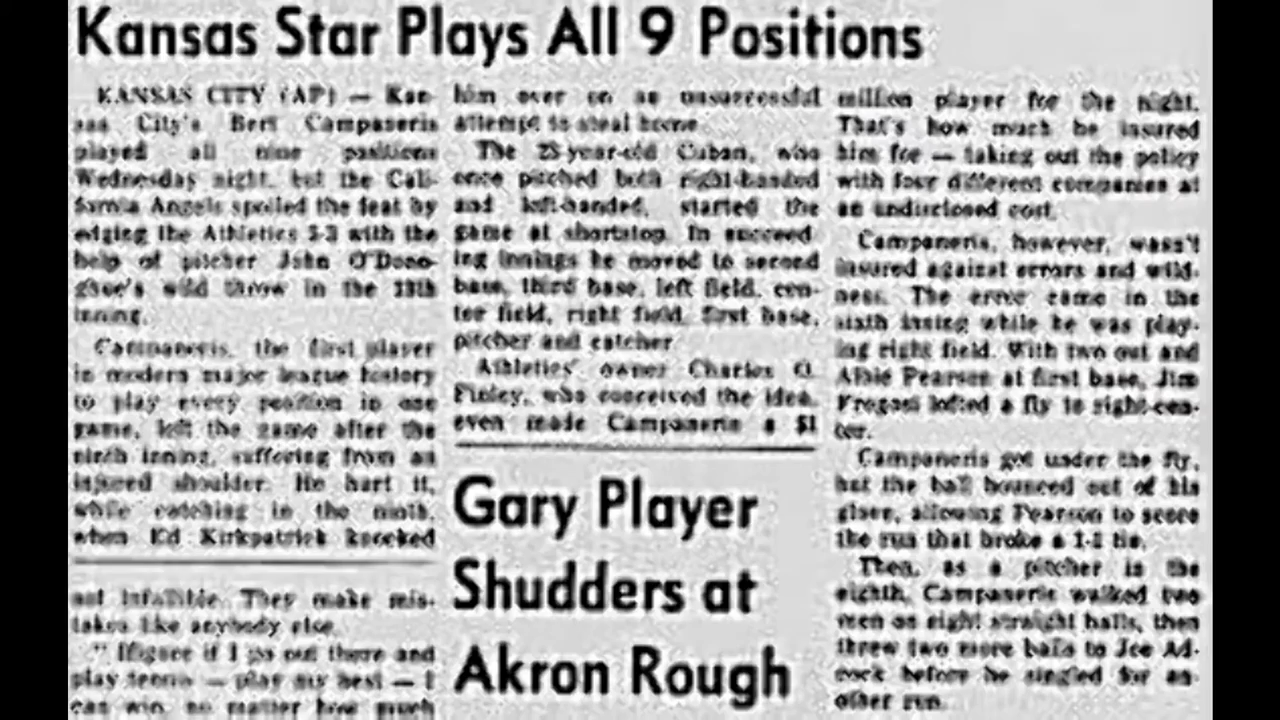 Kansas Star Plays All 9 Positions
KANSAS CITY (AP) — Kan-
sas City's Bert Campaneris
played all nine positions
Wednesday night, but the Cali-
fornia Angels spoiled the feat by
edging the Athletics 5-3 with the
help of pitcher John O'Dono-
ghue's wild throw in the 13th
inning.
Campaneris, the first player
in modern major league history
to play every position in one
game, left the game after the
ninth inning, suffering from an
injured shoulder. He hurt it,
while catching in the ninth,
when Ed Kirkpatrick knocked
him over on an unsuccessful
attempt to steal home.
The 23-year-old Cuban, who
once pitched both right-handed
and left-handed, started the
game at shortstop. In succeed-
ing innings he moved to second
base, third base, left field, cen-
ter field, right field, first base,
pitcher and catcher.
Athletics' owner Charles O.
Finley, who conceived the idea,
even made Campaneris a $1
million player for the night.
That's how much he insured
him for — taking out the policy
with four different companies at
an undisclosed cost.
Campaneris, however, wasn't
insured against errors and wild-
ness. The error came in the
sixth inning while he was play-
ing right field. With two out and
Albie Pearson at first base, Jim
Fregosi lofted a fly to right-cen-
ter.
Campaneris got under the fly,
but the ball bounced out of his
glove, allowing Pearson to score
the run that broke a 1-1 tie.
Then, as a pitcher in the
eighth, Campaneris walked two
men on eight straight balls, then
threw two more balls to Joe Ad-
cock before he singled for an-
other run.
not infallible. They make mis-
takes like anybody else.
" Ifigure if I go out there and
play tennis — play my best — I
can win, no matter how much
Gary Player
Shudders at
Akron Rough